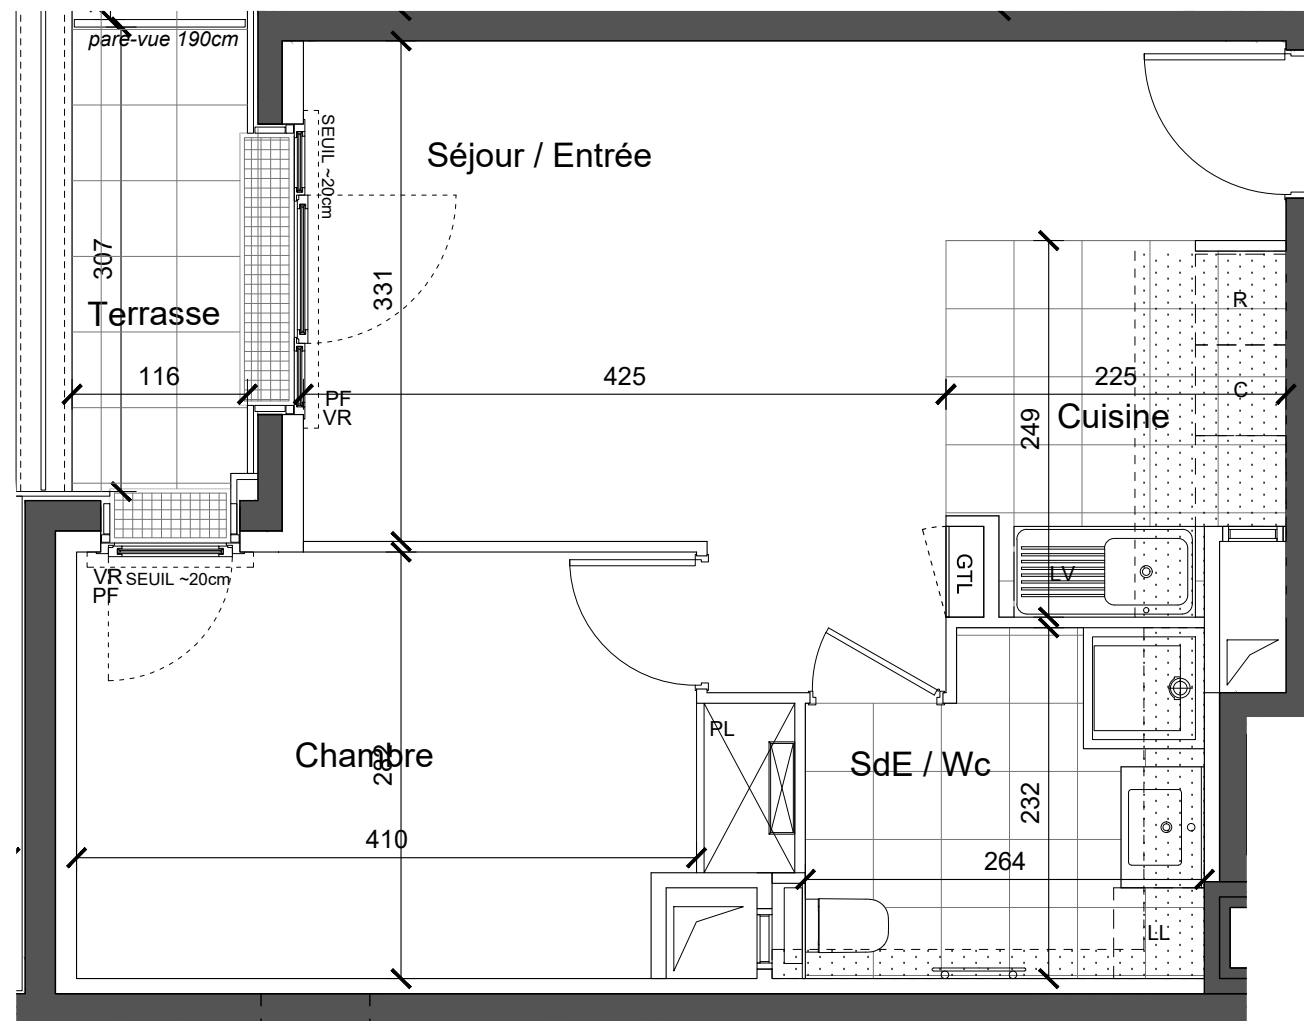 pare-vue 190cm
SEUIL ~20cm
Séjour / Entrée
307
331
Terrasse
R
116
425
225
C
PF
VR
249
Cuisine
VR
SEUIL ~20cm
PF
GTL
LV
PL
Chambre
282
SdE / Wc
232
410
264
LL